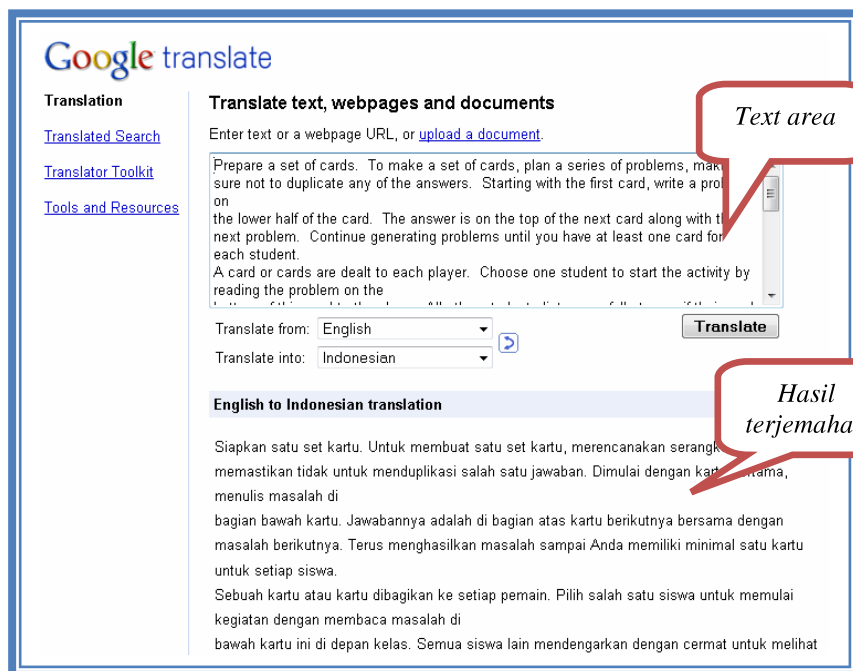 Google translate
Translation
Translated Search
Translator Toolkit
Tools and Resources
Translate text, webpages and documents
Enter text or a webpage URL, or upload a document.
Text area
Prepare a set of cards. To make a set of cards, plan a series of problems,
sure not to duplicate any of the answers. Starting with the first card, write a
on
the lower half of the card. The answer is on the top of the next card along with
next problem. Continue generating problems until you have at least one card for
each student.
A card or cards are dealt to each player. Choose one student to start the activity by
reading the problem on the
Translate from: English
Translate
Translate into: Indonesian
English to Indonesian translation
Hasil
terjemaha
Siapkan satu set kartu. Untuk membuat satu set kartu, merencanakan
memastikan tidak untuk menduplikasi salah satu jawaban. Dimulai dengan
menulis masalah di
bagian bawah kartu. Jawabannya adalah di bagian atas kartu berikutnya bersama dengan
masalah berikutnya. Terus menghasilkan masalah sampai Anda memiliki minimal satu kartu
untuk setiap siswa.
Sebuah kartu atau kartu dibagikan ke setiap pemain. Pilih salah satu siswa untuk memulai
kegiatan dengan membaca masalah di
bawah kartu ini di depan kelas. Semua siswa lain mendengarkan dengan cermat untuk melihat